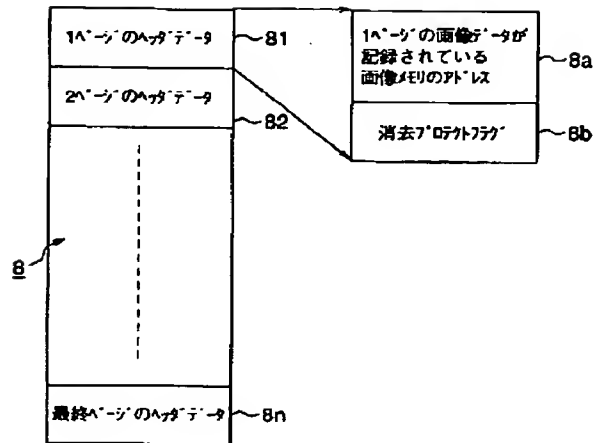 1ページのヘッダデータ
81
2ページのヘッダデータ
82
8
最終ページのヘッダデータ
8n
1ページの画像データが
記録されている
画像メモリのアドレス
8a
消去プロテクトフラグ
8b